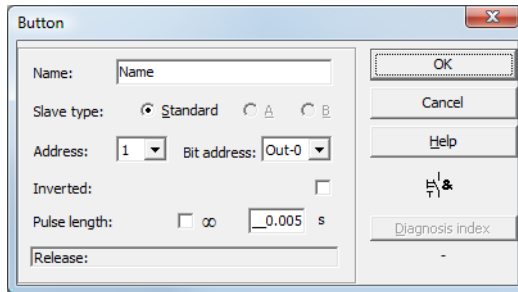 Button
Name: Name
OK
Slave type: Standard A B
Cancel
Address: 1 Bit address: Out-0
Help
Inverted:
&
Pulse length: ∞ __0.005 s
Diagnosis index
Release:
-